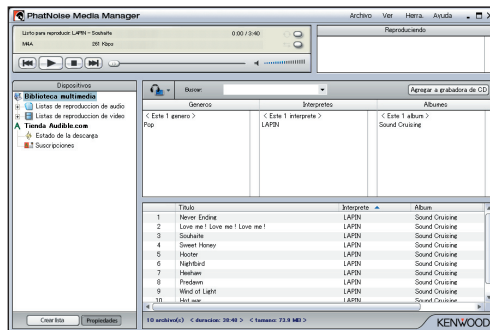 PhatNoise Media Manager
Archivo Ver Herra. Ayuda
Listo para reproducir: LAPIN - Souhaite 0:00 / 3:40
M4A 261 Kbps
Reproduciendo
Dispositivos
Biblioteca multimedia
Listas de reproduccion de audio
Listas de reproduccion de video
Tienda Audible.com
Estado de la descarga
Suscripciones
Crear lista Propiedades
Buscar: Agregar a grabadora de CD
Generos Interpretes Albumes
< Este 1 genero > < Este 1 interprete > < Este 1 album >
Pop LAPIN Sound Cruising
Titulo Interprete Album
1 Never Ending LAPIN Sound Cruising
2 Love me ! Love me ! Love me ! LAPIN Sound Cruising
3 Souhaite LAPIN Sound Cruising
4 Sweet Honey LAPIN Sound Cruising
5 Hooter LAPIN Sound Cruising
6 Nightbird LAPIN Sound Cruising
7 Heehaw LAPIN Sound Cruising
8 Predawn LAPIN Sound Cruising
9 Wind of Light LAPIN Sound Cruising
10 Hot war LAPIN Sound Cruising
10 archivo(s) < duracion: 38:48 > < tamano: 73.9 MB >
KENWOOD